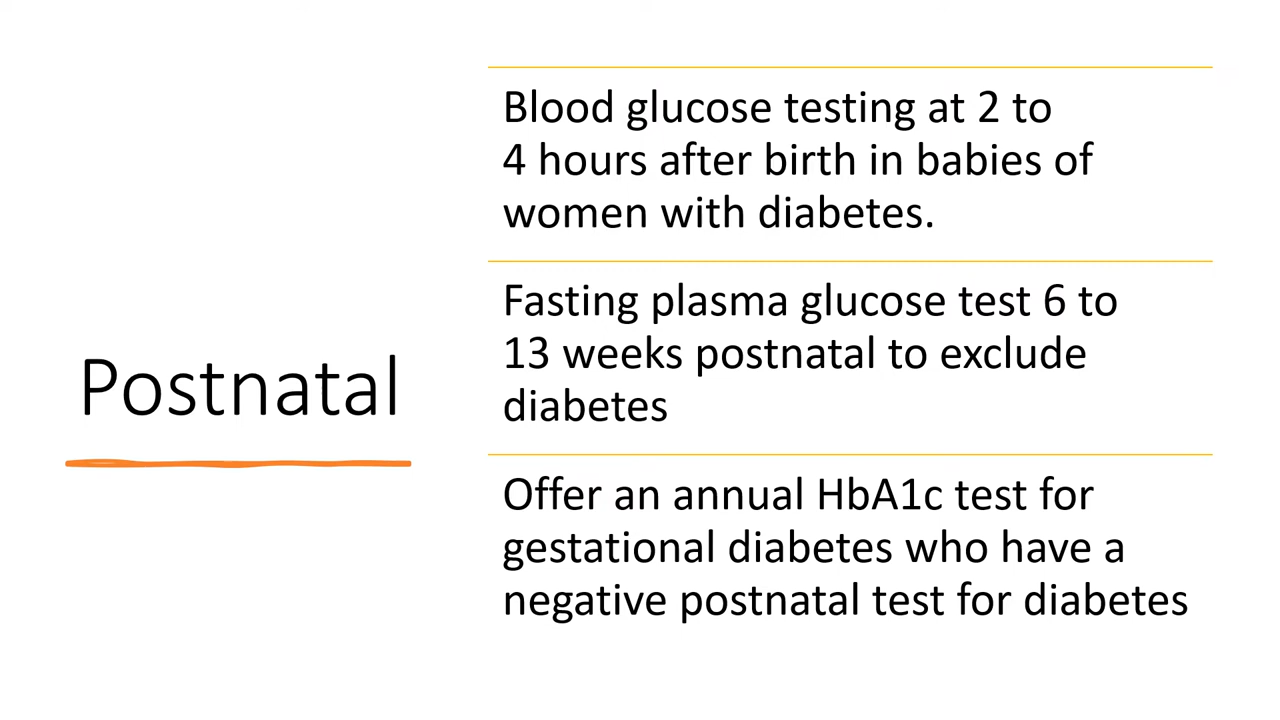 Postnatal
Blood glucose testing at 2 to
4 hours after birth in babies of
women with diabetes.
Fasting plasma glucose test 6 to
13 weeks postnatal to exclude
diabetes
Offer an annual HbA1c test for
gestational diabetes who have a
negative postnatal test for diabetes